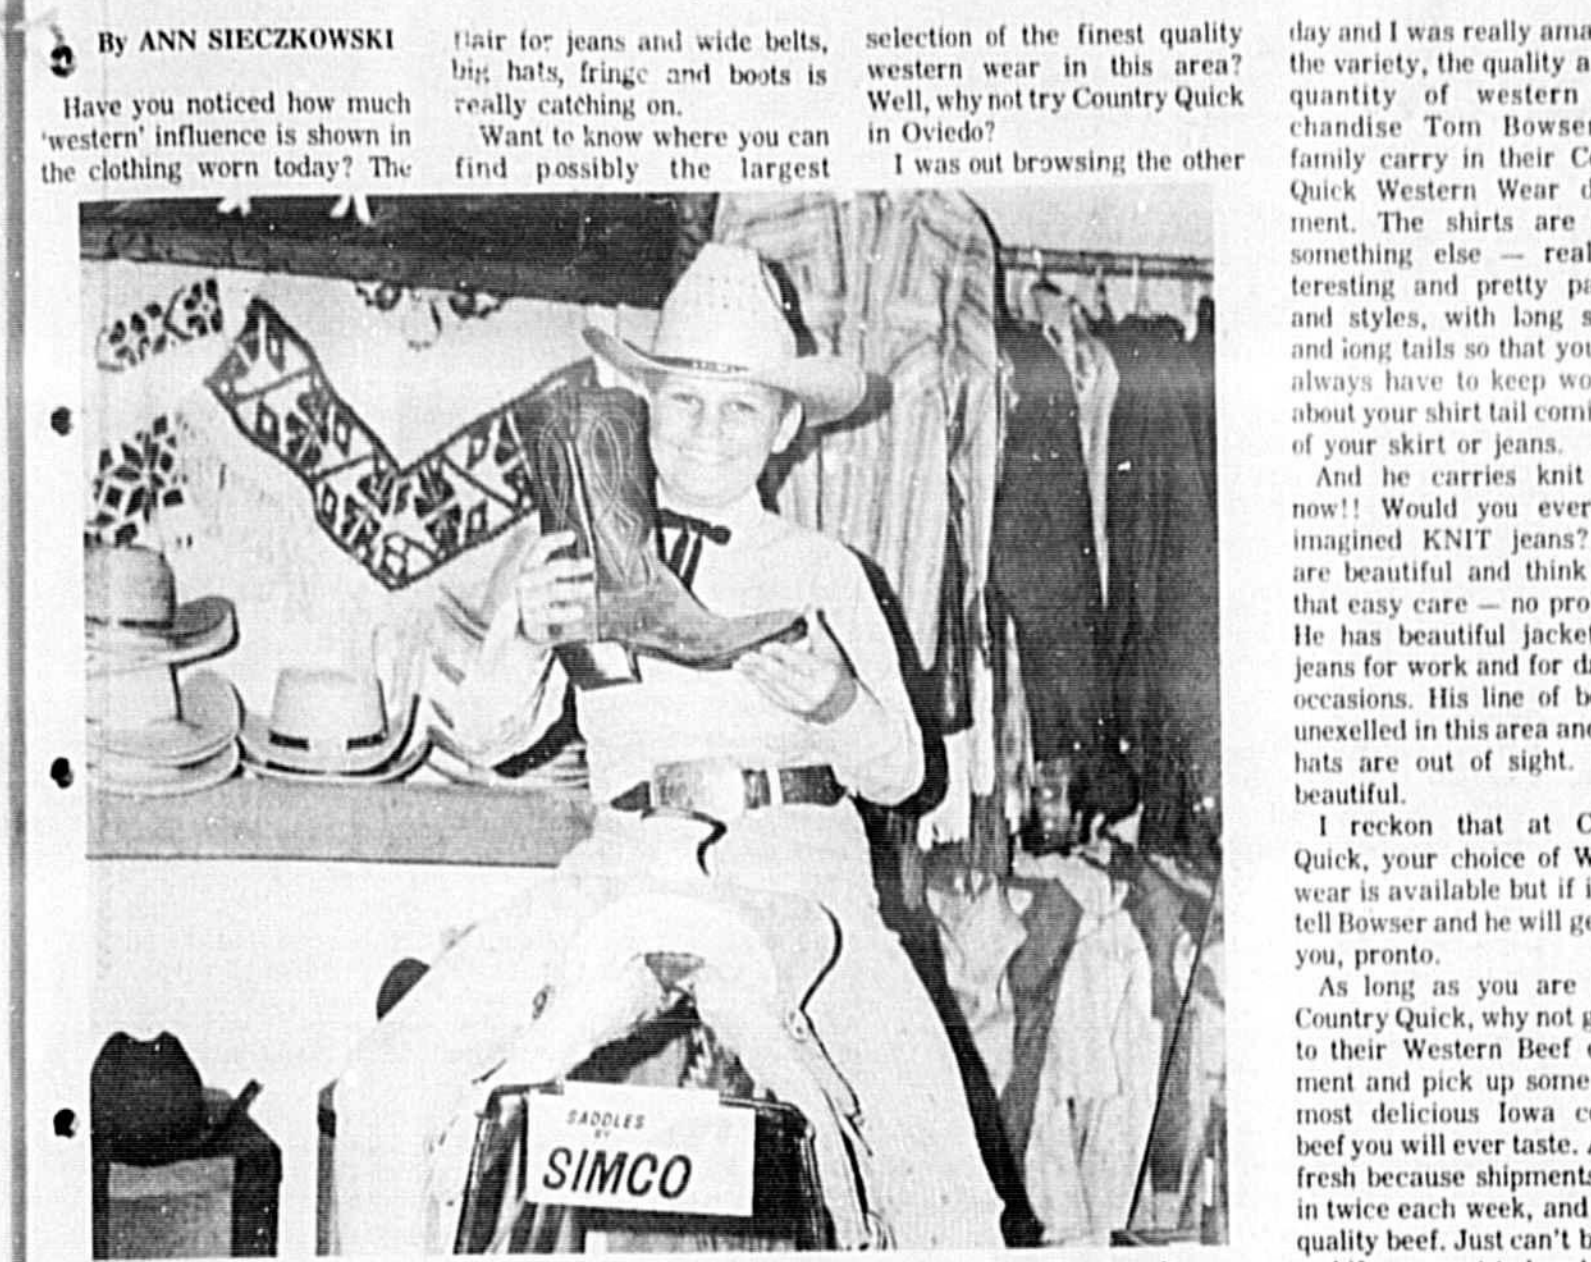 By ANN SIECZKOWSKI
Have you noticed how much
'western' influence is shown in
the clothing worn today? The
flair for jeans and wide belts,
big hats, fringe and boots is
really catching on.
Want to know where you can
find possibly the largest
selection of the finest quality
western wear in this area?
Well, why not try Country Quick
in Oviedo?
I was out browsing the other
day and I was really ama
the variety, the quality a
quantity of western
chandise Tom Bowser
family carry in their Co
Quick Western Wear d
ment. The shirts are
something else — real
teresting and pretty pa
and styles, with long s
and long tails so that you
always have to keep wo
about your shirt tail comi
of your skirt or jeans.
And he carries knit
now!! Would you ever
imagined KNIT jeans?
are beautiful and think
that easy care — no pro
He has beautiful jacket
jeans for work and for d
occasions. His line of b
unexelled in this area and
hats are out of sight.
beautiful.
I reckon that at C
Quick, your choice of W
wear is available but if i
tell Bowser and he will ge
you, pronto.
As long as you are
Country Quick, why not g
to their Western Beef
ment and pick up some
most delicious Iowa co
beef you will ever taste. A
fresh because shipments
in twice each week, and
quality beef. Just can't b
SADDLES
BY
SIMCO